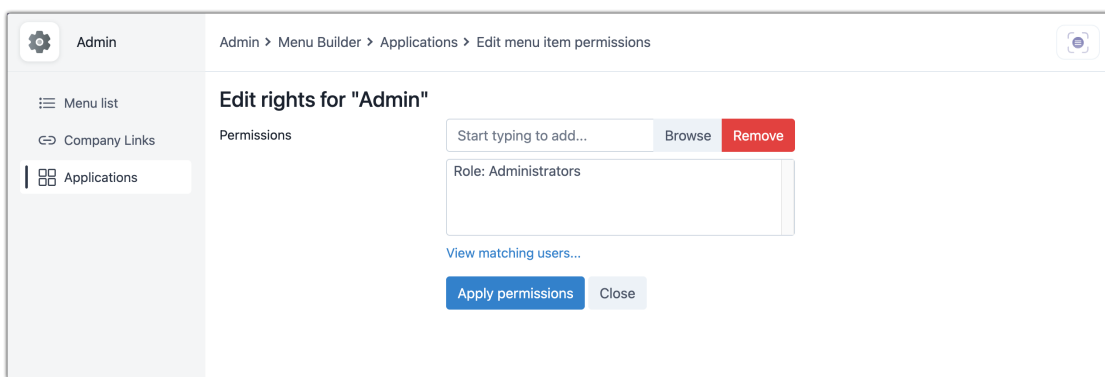 Admin
Admin > Menu Builder > Applications > Edit menu item permissions
Menu list
Company Links
Applications
Edit rights for "Admin"
Permissions
Start typing to add...
Browse
Remove
Role: Administrators
View matching users...
Apply permissions
Close